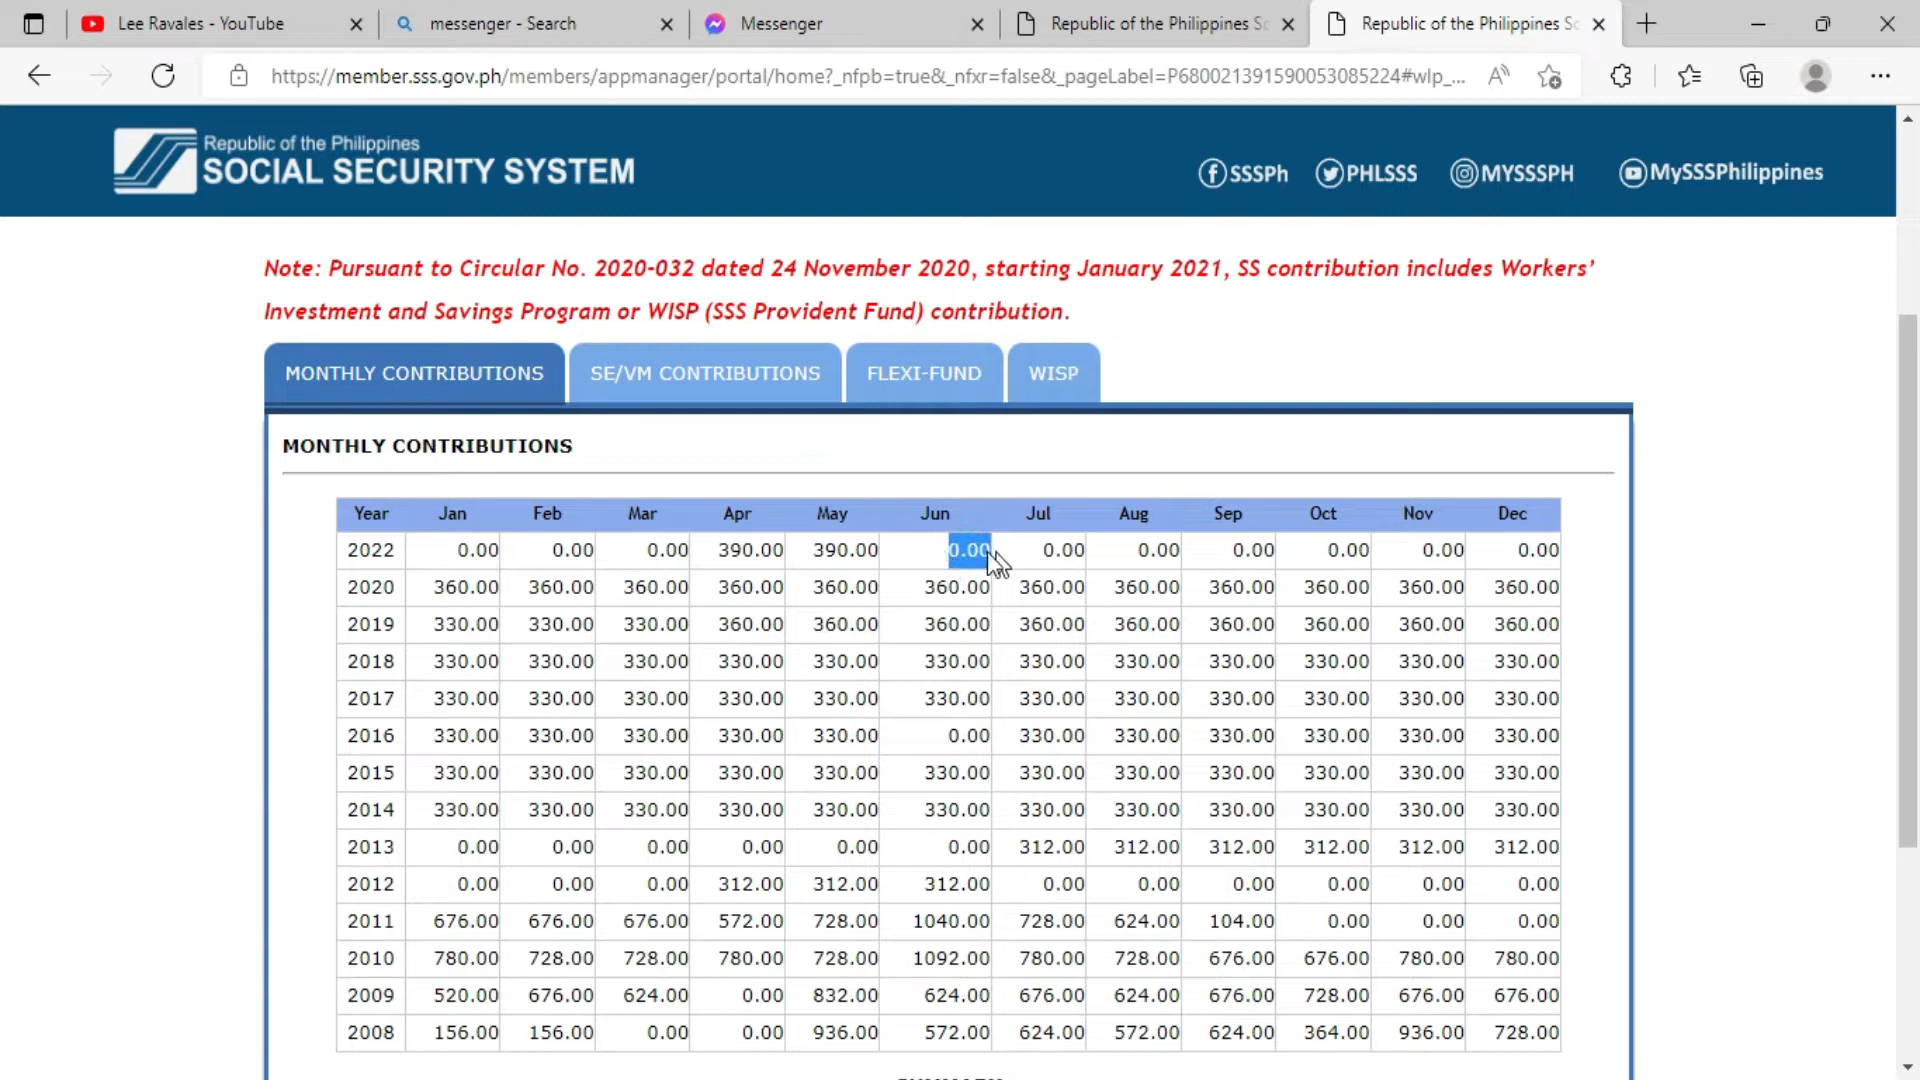 Lee Ravales - YouTube
messenger - Search
Messenger
Republic of the Philippines So
Republic of the Philippines So
https://member.sss.gov.ph/members/appmanager/portal/home?_nfpb=true&_nfxr=false&_pageLabel=P6800213915900530​85224#wlp_...
Republic of the Philippines
SOCIAL SECURITY SYSTEM
SSSPh PHLSSS MYSSSPH MySSSPhilippines
Note: Pursuant to Circular No. 2020-032 dated 24 November 2020, starting January 2021, SS contribution includes Workers’
Investment and Savings Program or WISP (SSS Provident Fund) contribution.
MONTHLY CONTRIBUTIONS SE/VM CONTRIBUTIONS FLEXI-FUND WISP
MONTHLY CONTRIBUTIONS
Year Jan Feb Mar Apr May Jun Jul Aug Sep Oct Nov Dec
2022 0.00 0.00 0.00 390.00 390.00 0.00 0.00 0.00 0.00 0.00 0.00 0.00
2020 360.00 360.00 360.00 360.00 360.00 360.00 360.00 360.00 360.00 360.00 360.00 360.00
2019 330.00 330.00 330.00 360.00 360.00 360.00 360.00 360.00 360.00 360.00 360.00 360.00
2018 330.00 330.00 330.00 330.00 330.00 330.00 330.00 330.00 330.00 330.00 330.00 330.00
2017 330.00 330.00 330.00 330.00 330.00 330.00 330.00 330.00 330.00 330.00 330.00 330.00
2016 330.00 330.00 330.00 330.00 330.00 0.00 330.00 330.00 330.00 330.00 330.00 330.00
2015 330.00 330.00 330.00 330.00 330.00 330.00 330.00 330.00 330.00 330.00 330.00 330.00
2014 330.00 330.00 330.00 330.00 330.00 330.00 330.00 330.00 330.00 330.00 330.00 330.00
2013 0.00 0.00 0.00 0.00 0.00 0.00 312.00 312.00 312.00 312.00 312.00 312.00
2012 0.00 0.00 0.00 312.00 312.00 312.00 0.00 0.00 0.00 0.00 0.00 0.00
2011 676.00 676.00 676.00 572.00 728.00 1040.00 728.00 624.00 104.00 0.00 0.00 0.00
2010 780.00 728.00 728.00 780.00 728.00 1092.00 780.00 728.00 676.00 676.00 780.00 780.00
2009 520.00 676.00 624.00 0.00 832.00 624.00 676.00 624.00 676.00 728.00 676.00 676.00
2008 156.00 156.00 0.00 0.00 936.00 572.00 624.00 572.00 624.00 364.00 936.00 728.00